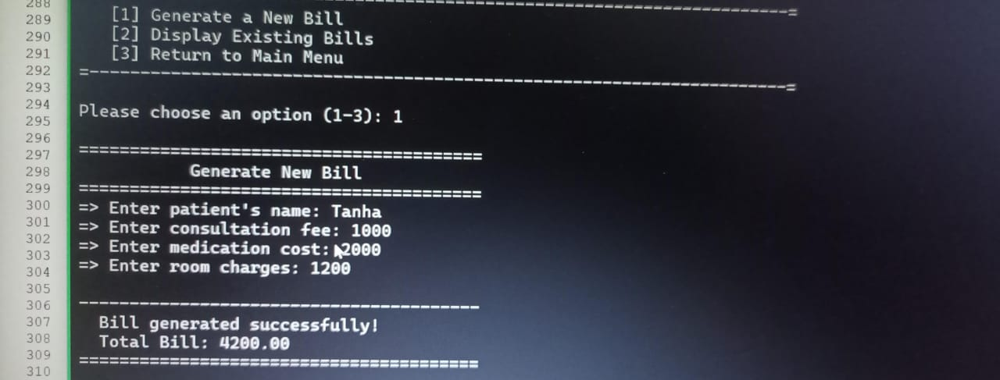 288
289 [1] Generate a New Bill
290 [2] Display Existing Bills
291 [3] Return to Main Menu
292 =----------------------------------------------------------------------=
293
294
295 Please choose an option (1-3): 1
296
297 ========================================
298 Generate New Bill
299 ========================================
300 => Enter patient's name: Tanha
301 => Enter consultation fee: 1000
302 => Enter medication cost: 2000
303
304 => Enter room charges: 1200
305
306 ----------------------------------------
307 Bill generated successfully!
308 Total Bill: 4200.00
309 ========================================
310